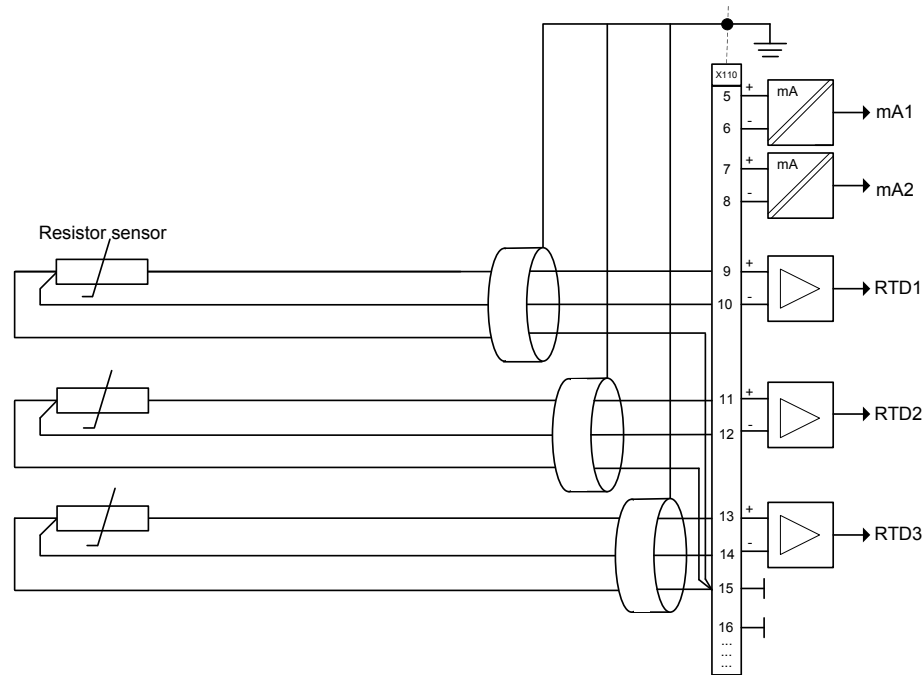 X110
5 + mA
mA1
6 -
7 + mA
mA2
8 -
Resistor sensor
9 +
RTD1
10 -
11 +
RTD2
12 -
13 +
RTD3
14 -
15
16
...
...
...